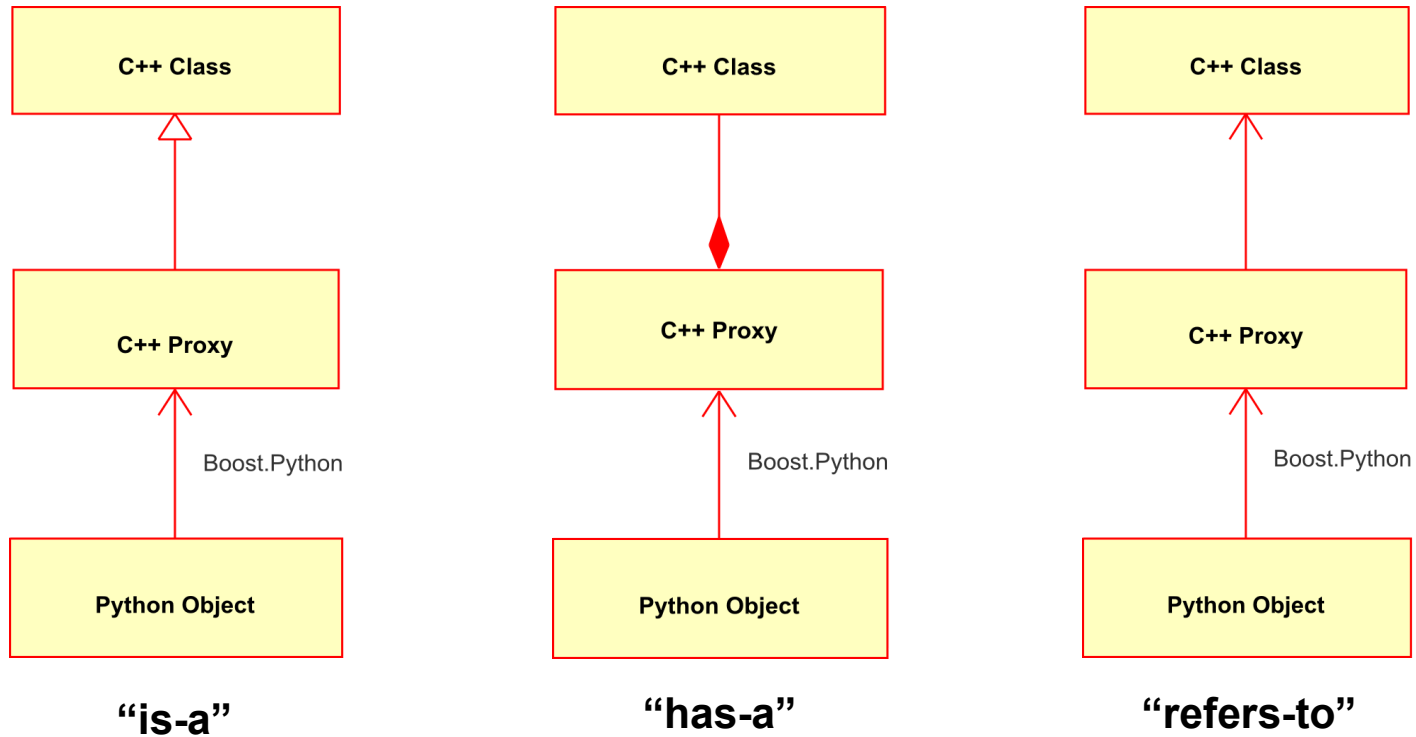 C++ Class
C++ Class
C++ Class
C++ Proxy
C++ Proxy
C++ Proxy
Boost.Python
Boost.Python
Boost.Python
Python Object
Python Object
Python Object
“is-a”
“has-a”
“refers-to”